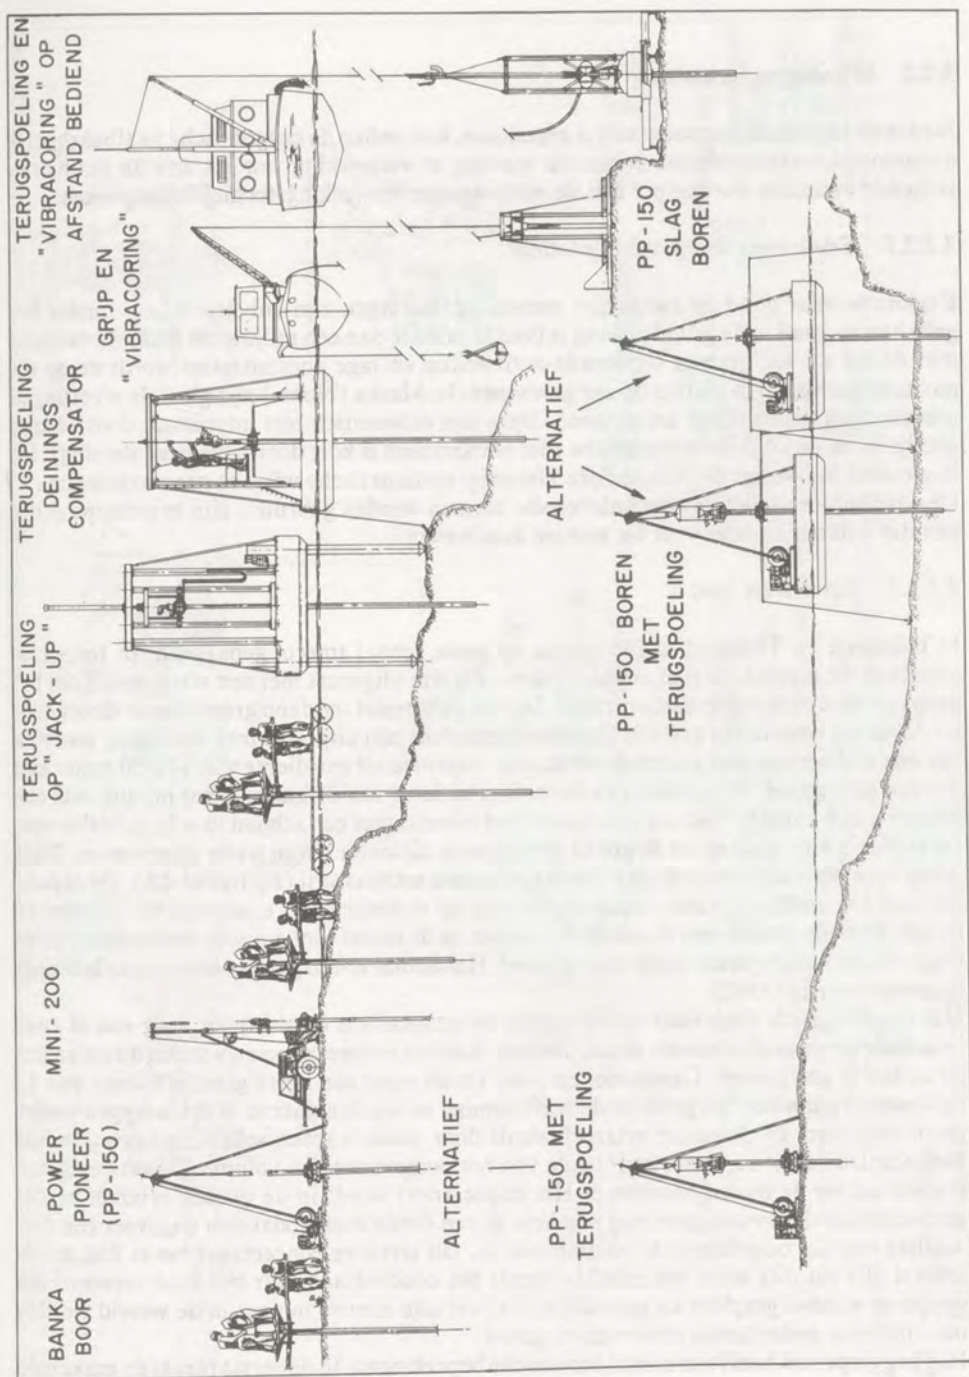 BANKA
BOOR
POWER
PIONEER
(PP-150)
MINI-200
TERUGSPOELING
OP "JACK UP"
TERUGSPOELING
DEININGS
COMPENSATOR
GRIJP EN
"VIBRACORING"
TERUGSPOELING EN
"VIBRACORING" OP
AFSTAND BEDIEND
ALTERNATIEF
PP-150 MET
TERUGSPOELING
ALTERNATIEF
PP-150 BOREN
MET
TERUGSPOELING
PP-150
SLAG
BOREN